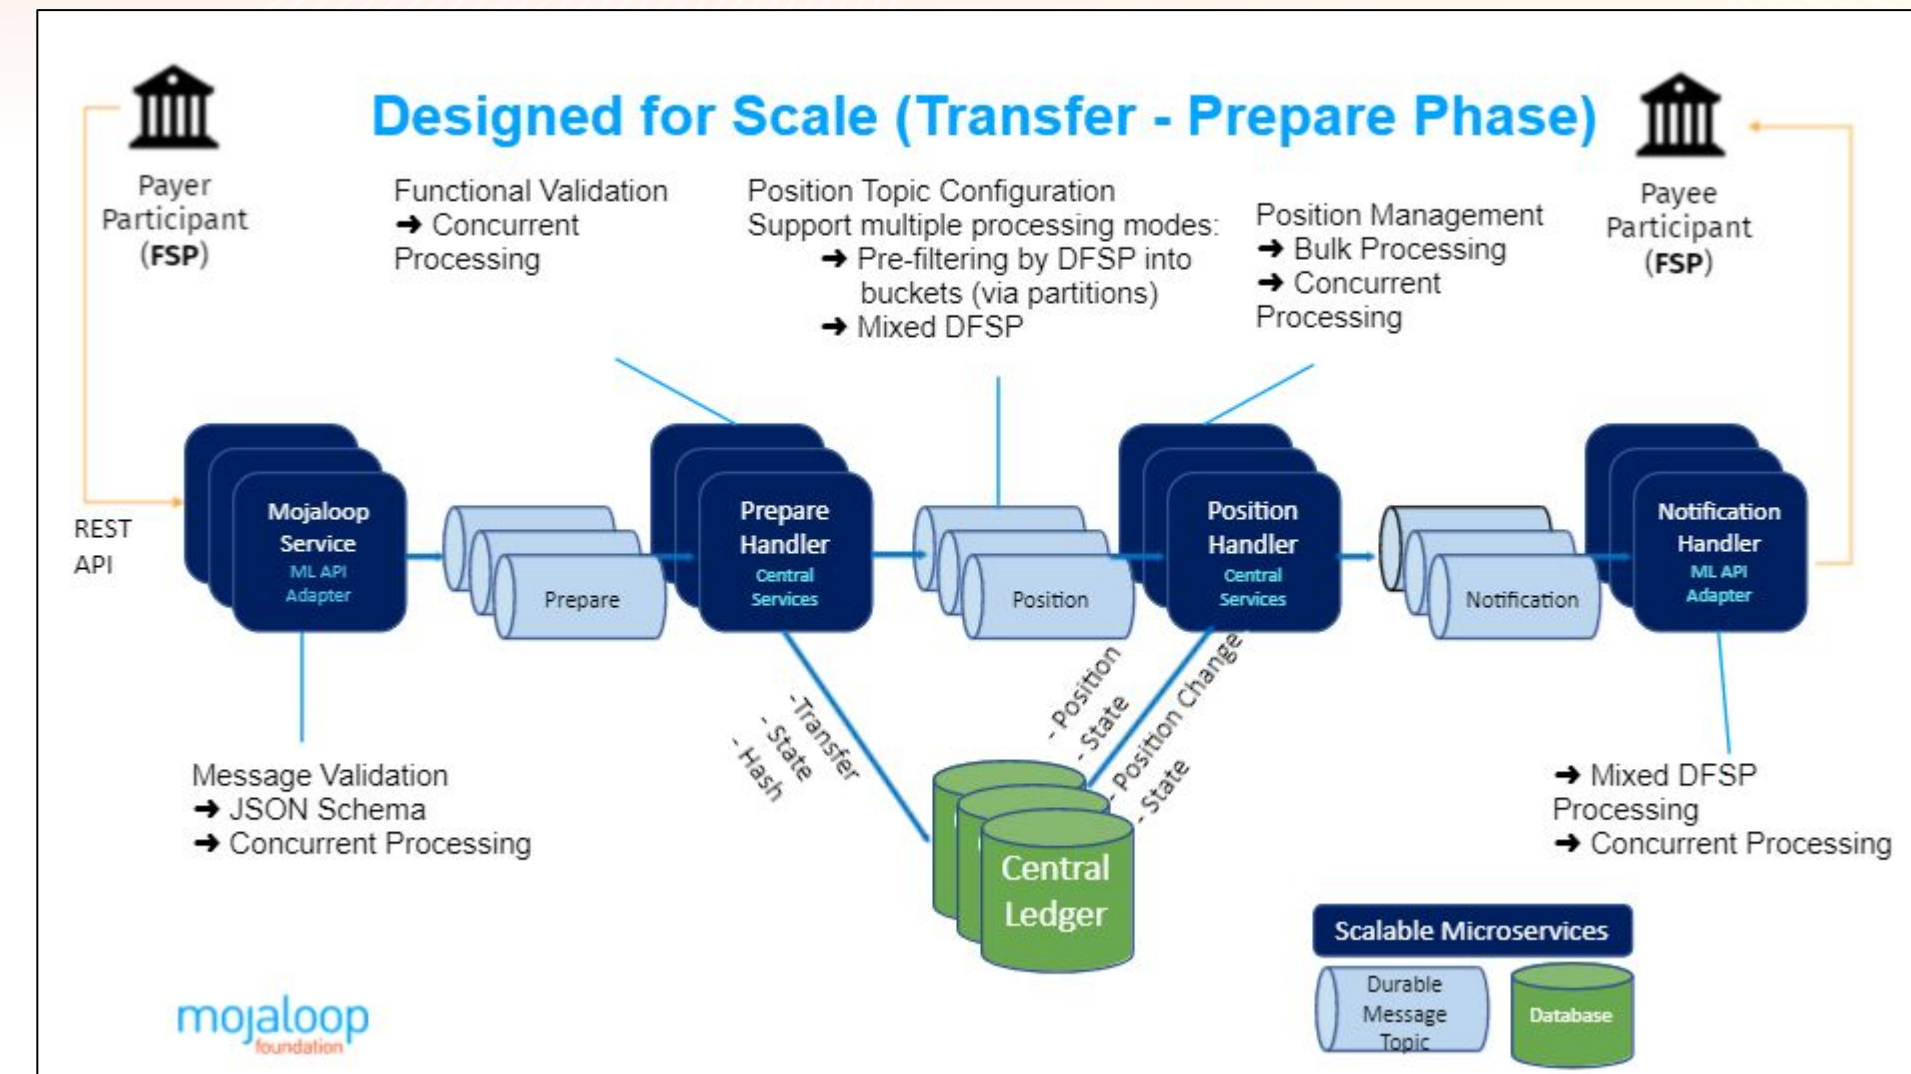 Designed for Scale (Transfer - Prepare Phase)
Payer
Participant
(FSP)
Functional Validation
➜ Concurrent
Processing
Position Topic Configuration
Support multiple processing modes:
➜ Pre-filtering by DFSP into
buckets (via partitions)
➜ Mixed DFSP
Position Management
➜ Bulk Processing
➜ Concurrent
Processing
Payee
Participant
(FSP)
REST
API
Mojaloop
Service
ML API
Adapter
Prepare
Prepare
Handler
Central
Services
Position
Position
Handler
Central
Services
Notification
Notification
Handler
ML API
Adapter
-Transfer
- State
- Hash
- Position
- State
- Position Change
- State
Message Validation
➜ JSON Schema
➜ Concurrent Processing
Central
Ledger
➜ Mixed DFSP
Processing
➜ Concurrent Processing
Scalable Microservices
Durable
Message
Topic
Database
mojaloop
foundation